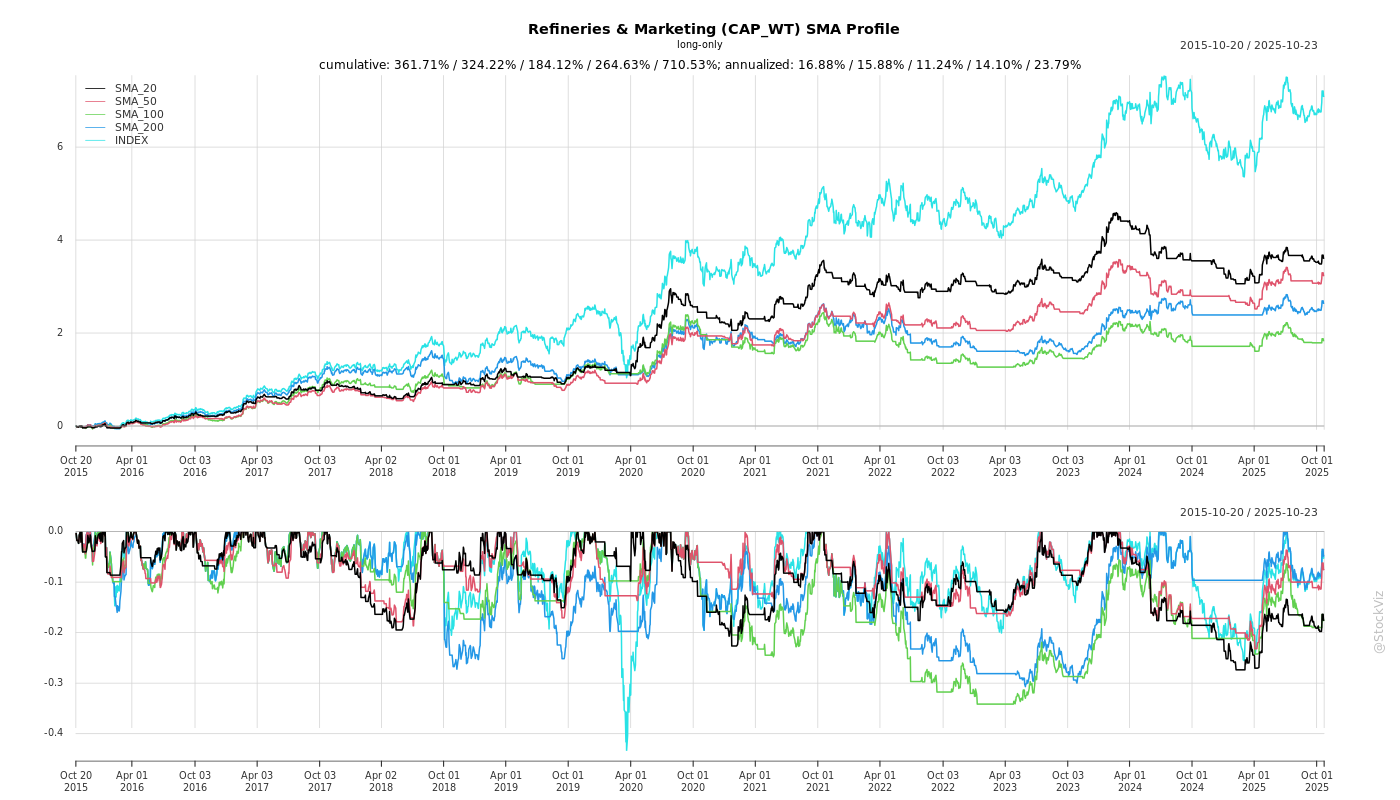 Refineries & Marketing (CAP_WT) SMA Profile
long-only
2015-10-20 / 2025-10-23
cumulative: 361.71% / 324.22% / 184.12% / 264.63% / 710.53%; annualized: 16.88% / 15.88% / 11.24% / 14.10% / 23.79%
SMA_20
SMA_50
SMA_100
SMA_200
INDEX
6
4
2
0
Oct 20 Apr 01 Oct 03 Apr 03 Oct 03 Apr 02 Oct 01 Apr 01 Oct 01 Apr 01 Oct 01 Apr 01 Oct 01 Apr 01 Oct 03 Apr 03 Oct 03 Apr 01 Oct 01 Apr 01 Oct 01
2015 2016 2016 2017 2017 2018 2018 2019 2019 2020 2020 2021 2021 2022 2022 2023 2023 2024 2024 2025 2025
2015-10-20 / 2025-10-23
0.0
-0.1
-0.2
-0.3
-0.4
Oct 20 Apr 01 Oct 03 Apr 03 Oct 03 Apr 02 Oct 01 Apr 01 Oct 01 Apr 01 Oct 01 Apr 01 Oct 01 Apr 01 Oct 03 Apr 03 Oct 03 Apr 01 Oct 01 Apr 01 Oct 01
2015 2016 2016 2017 2017 2018 2018 2019 2019 2020 2020 2021 2021 2022 2022 2023 2023 2024 2024 2025 2025
@StockViz